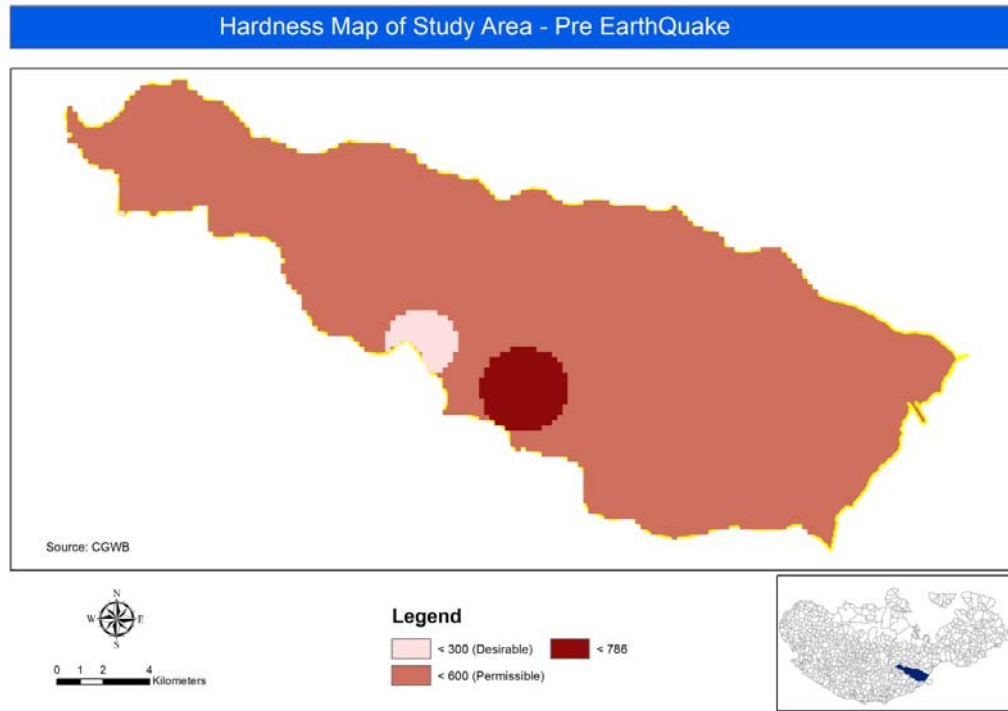 Hardness Map of Study Area - Pre EarthQuake
Source: CGWB
N
W E
S
0 1 2 4
Kilometers
Legend
< 300 (Desirable)
< 600 (Permissible)
< 786